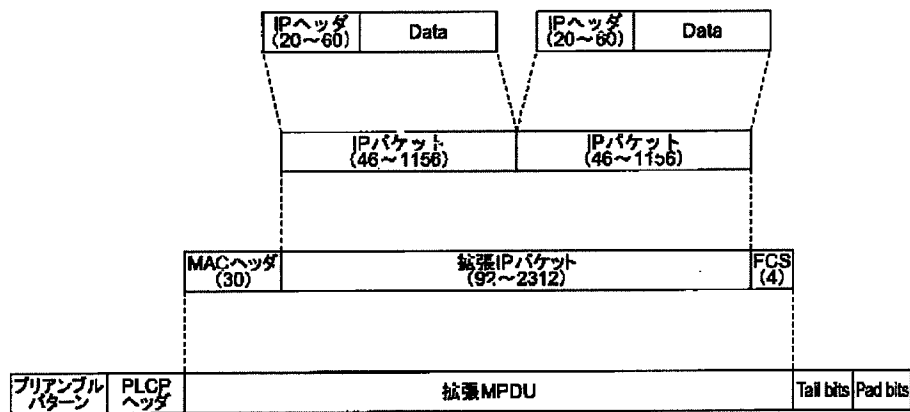 IPヘッダ
(20～60)
Data
IPヘッダ
(20～60)
Data
IPパケット
(46～1156)
IPパケット
(46～1156)
MACヘッダ
(30)
拡張IPパケット
(92～2312)
FCS
(4)
プリアンブル
パターン
PLCP
ヘッダ
拡張MPDU
Tail bits
Pad bits